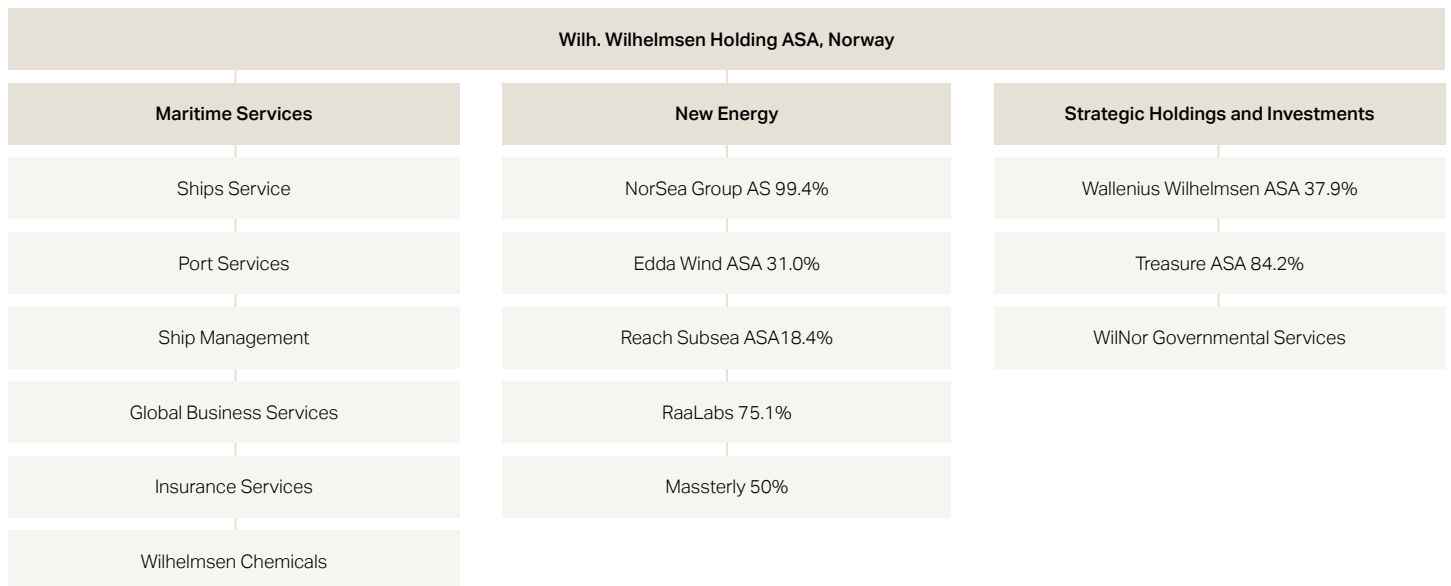 Wilh. Wilhelmsen Holding ASA, Norway
Maritime Services
Ships Service
Port Services
Ship Management
Global Business Services
Insurance Services
Wilhelmsen Chemicals
New Energy
NorSea Group AS 99.4%
Edda Wind ASA 31.0%
Reach Subsea ASA18.4%
RaaLabs 75.1%
Massterly 50%
Strategic Holdings and Investments
Wallenius Wilhelmsen ASA 37.9%
Treasure ASA 84.2%
WilNor Governmental Services